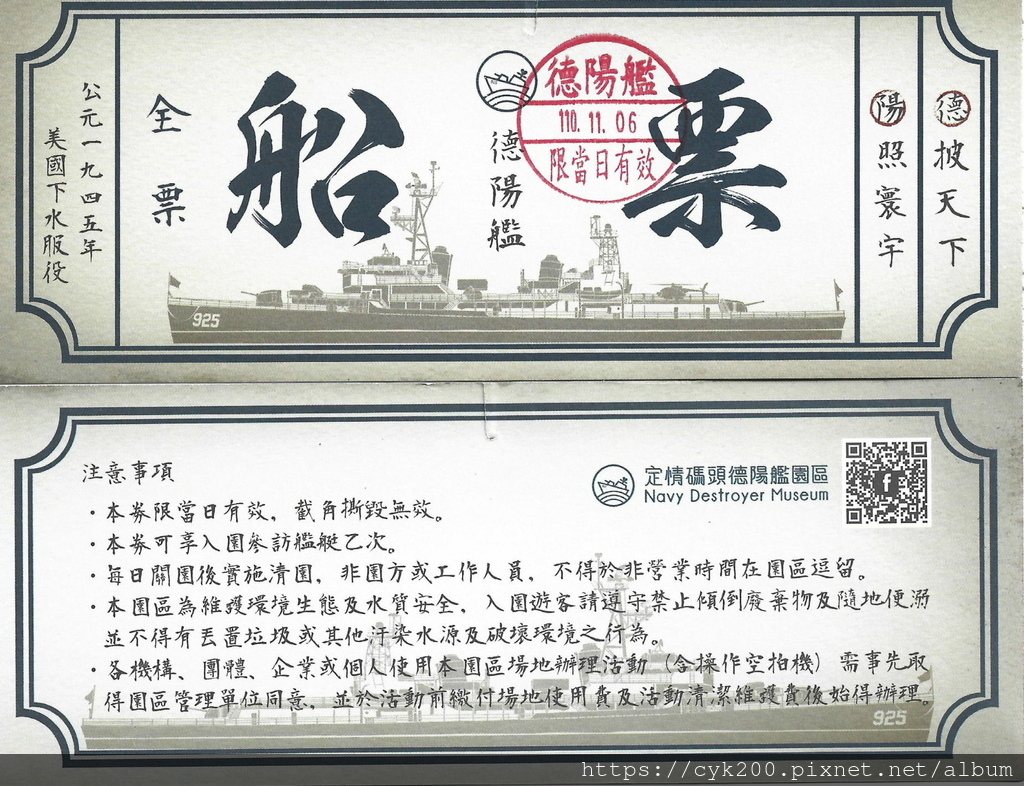 德披天下
陽照寰宇
船票
德陽艦
110.11.06
限當日有效
德陽艦
全票
公元一九四五年
美國下水服役
925
定情碼頭德陽艦園區
Navy Destroyer Museum
注意事項
・本券限當日有效，截角撕毀無效。
・本券可享入園參訪艦艇乙次。
・每日關園後實施清園，非園方或工作人員，不得於非營業時間在園區逗留。
・本園區為維護環境生態及水質安全，入園遊客請遵守禁止傾倒廢棄物及隨地便溺
並不得有丟置垃圾或其他汙染水源及破壞環境之行為。
・各機構、團體、企業或個人使用本園區場地辦理活動（含操作空拍機）需事先取
得園區管理單位同意，並於活動前繳付場地使用費及活動清潔維護費後始得辦理。
925
https://cyk200.pixnet.net/album